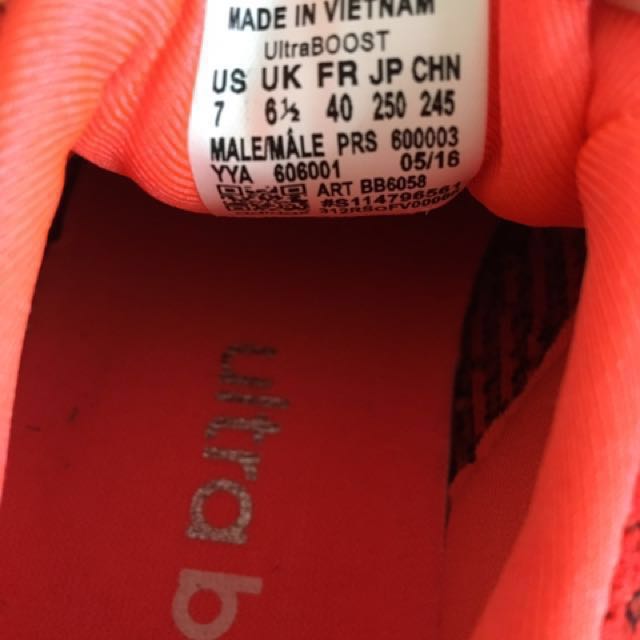 MADE IN VIETNAM
UltraBOOST
US UK FR JP CHN
7 6½ 40 250 245
MALE/MÂLE PRS 600003
YYA 606001 05/16
ART BB6058
#S114796561
ultra b